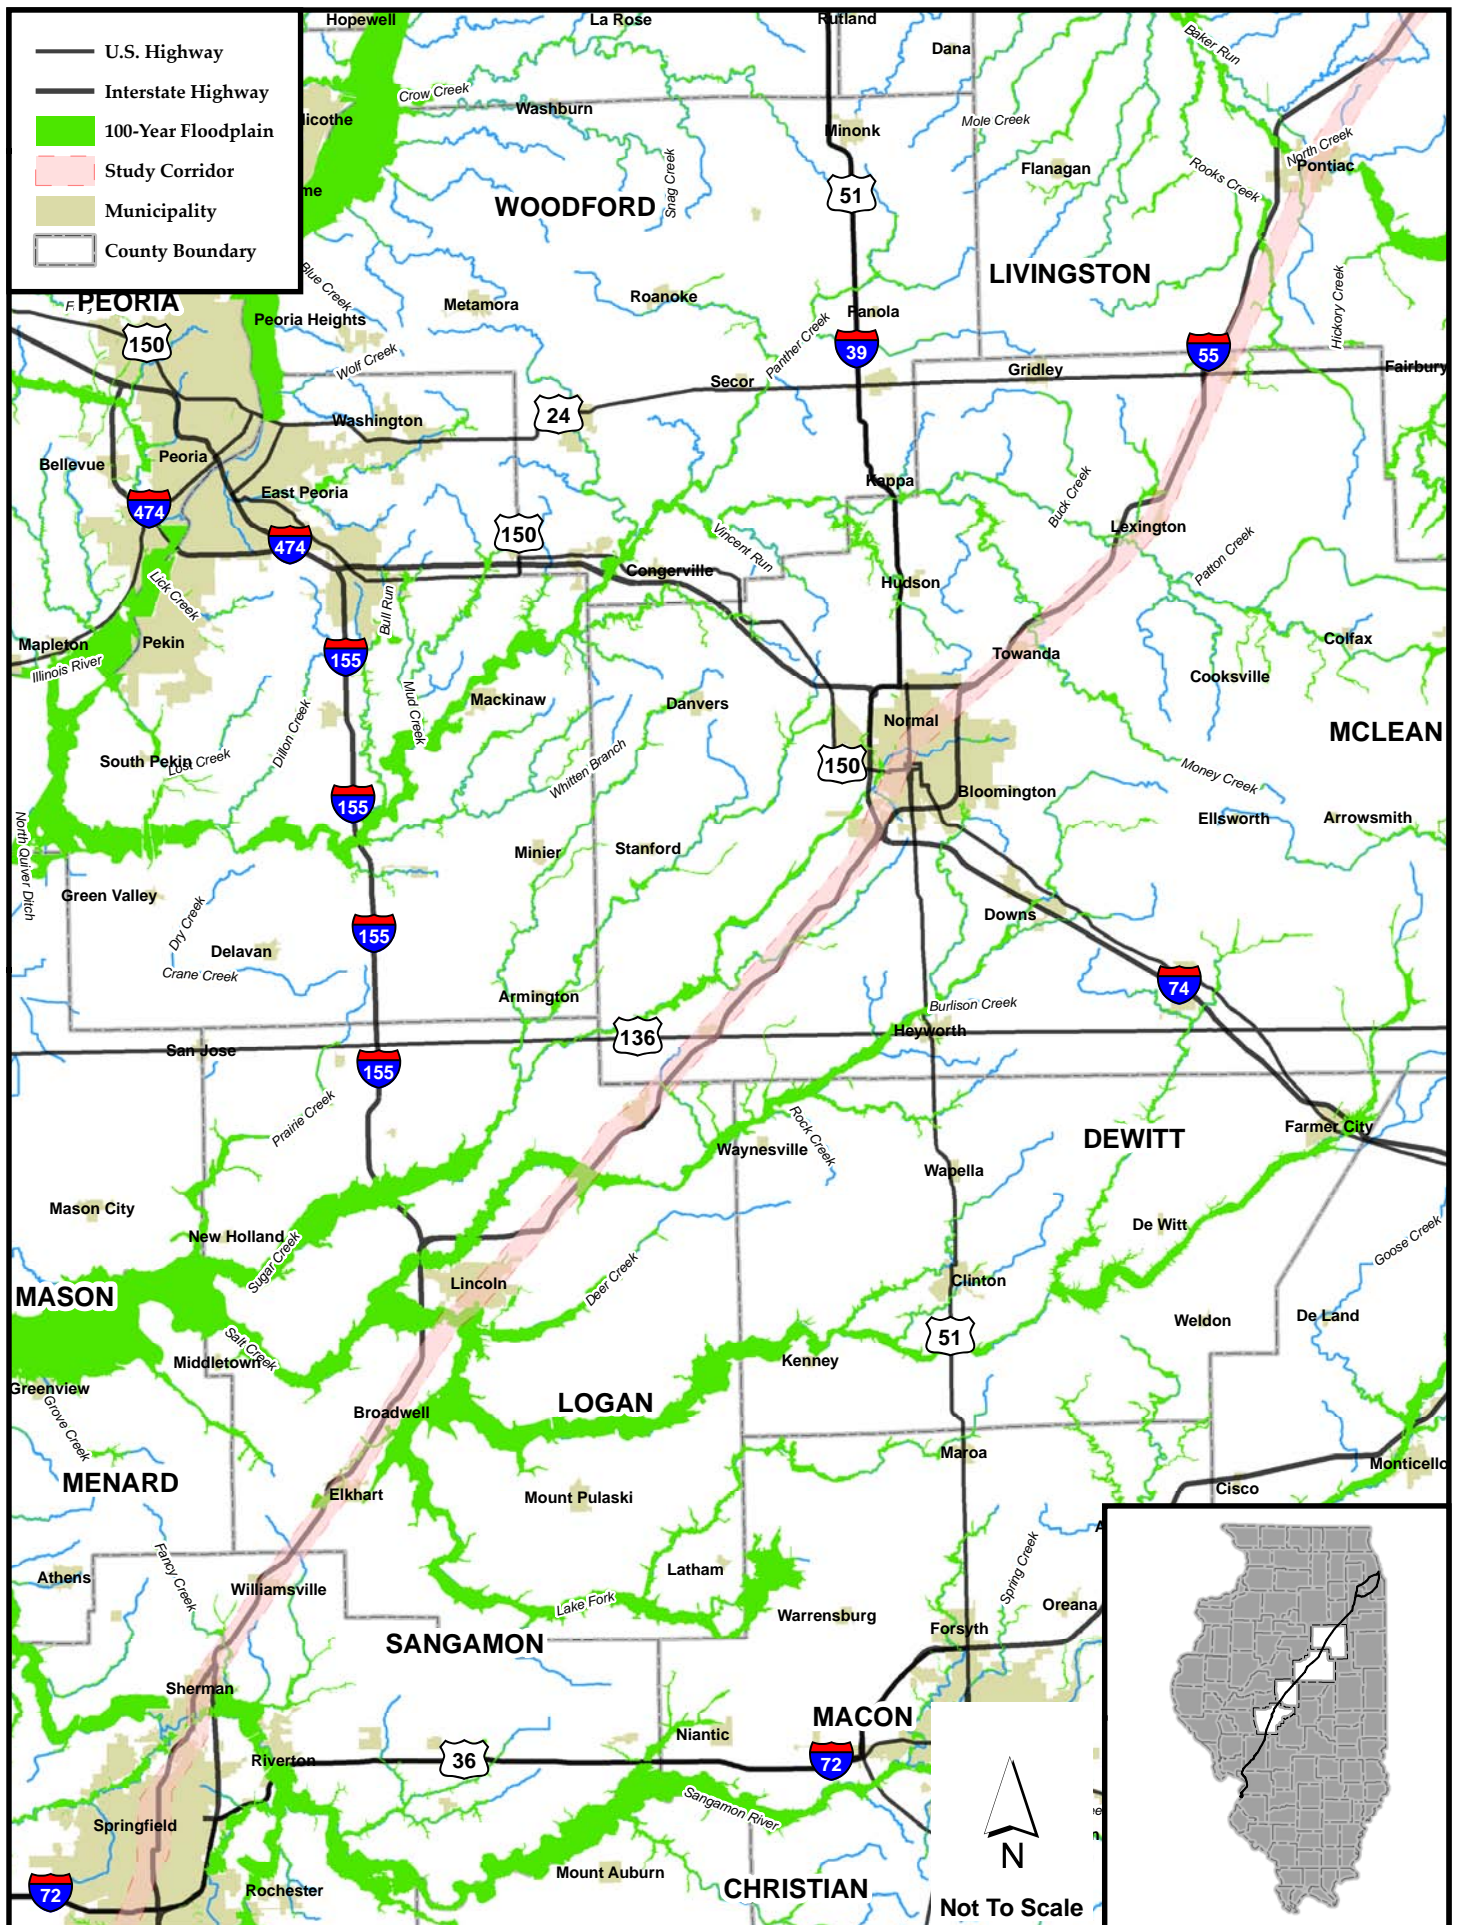 U.S. Highway
Interstate Highway
100-Year Floodplain
Study Corridor
Municipality
County Boundary
Hopewell
La Rose
Rutland
Dana
Baker Run
Crow Creek
Washburn
licothe
Minonk
Mole Creek
North Creek
Pontiac
Flanagan
Rooks Creek
me
Snag Creek
51
WOODFORD
LIVINGSTON
Blue Creek
PEORIA
Peoria Heights
Metamora
Roanoke
Panola
Hickory Creek
150
Wolf Creek
Panther Creek
39
55
Secor
Gridley
Fairbury
Washington
24
Bellevue
Peoria
East Peoria
Kappa
Buck Creek
474
Lexington
150
474
Vincent Run
Patton Creek
Congerville
Hudson
Lick Creek
Bull Run
Mapleton
Pekin
Illinois River
155
Towanda
Colfax
Cooksville
Mackinaw
Mud Creek
Danvers
Normal
MCLEAN
Dillon Creek
South Pekin
Lost Creek
Whitten Branch
150
Money Creek
155
Bloomington
North Quiver Ditch
Ellsworth
Arrowsmith
Minier
Stanford
Green Valley
Dry Creek
Downs
155
Delavan
Crane Creek
74
Armington
Burlison Creek
Heyworth
136
San Jose
155
Prairie Creek
Rock Creek
Farmer City
DEWITT
Waynesville
Wapella
Mason City
De Witt
New Holland
Sugar Creek
Goose Creek
Deer Creek
Lincoln
Clinton
MASON
De Land
Weldon
51
Salt Creek
Middletown
Kenney
Greenview
Grove Creek
LOGAN
Broadwell
Maroa
Monticello
MENARD
Elkhart
Mount Pulaski
Cisco
A
Fancy Creek
Spring Creek
Athens
Latham
Williamsville
Lake Fork
Oreana
Warrensburg
Forsyth
SANGAMON
Sherman
MACON
Niantic
Riverton
36
72
Sangamon River
Springfield
N
Mount Auburn
72
Rochester
CHRISTIAN
Not To Scale